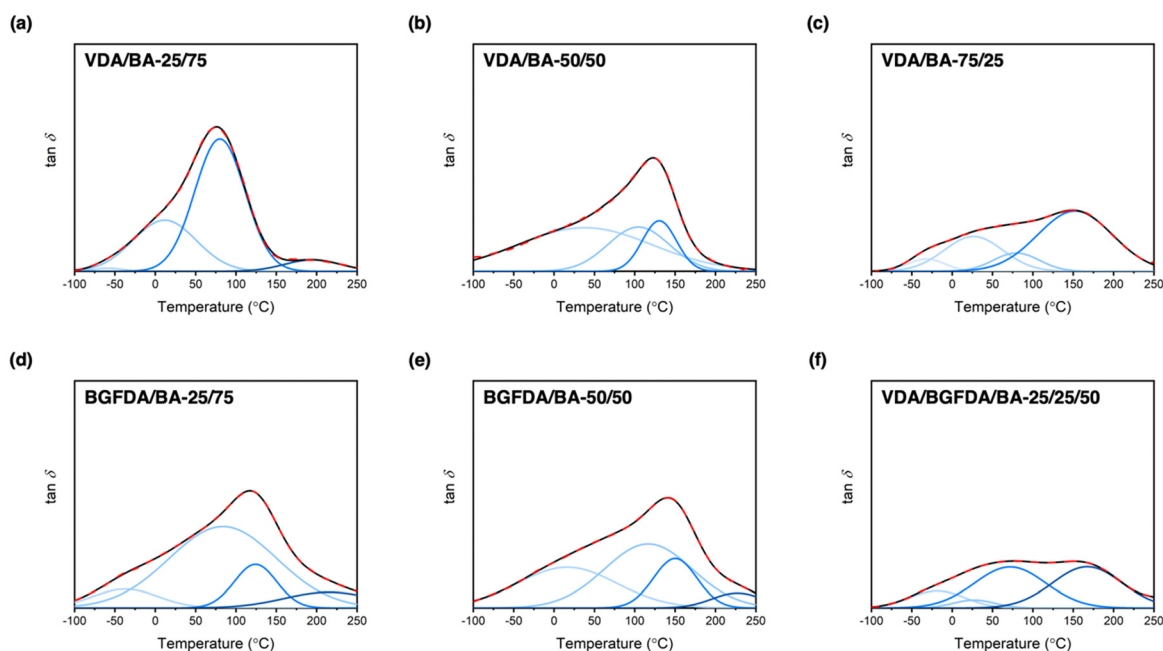 (a)
VDA/BA-25/75
tan δ
-100 -50 0 50 100 150 200 250
Temperature (°C)
(b)
VDA/BA-50/50
tan δ
-100 -50 0 50 100 150 200 250
Temperature (°C)
(c)
VDA/BA-75/25
tan δ
-100 -50 0 50 100 150 200 250
Temperature (°C)
(d)
BGFDA/BA-25/75
tan δ
-100 -50 0 50 100 150 200 250
Temperature (°C)
(e)
BGFDA/BA-50/50
tan δ
-100 -50 0 50 100 150 200 250
Temperature (°C)
(f)
VDA/BGFDA/BA-25/25/50
tan δ
-100 -50 0 50 100 150 200 250
Temperature (°C)